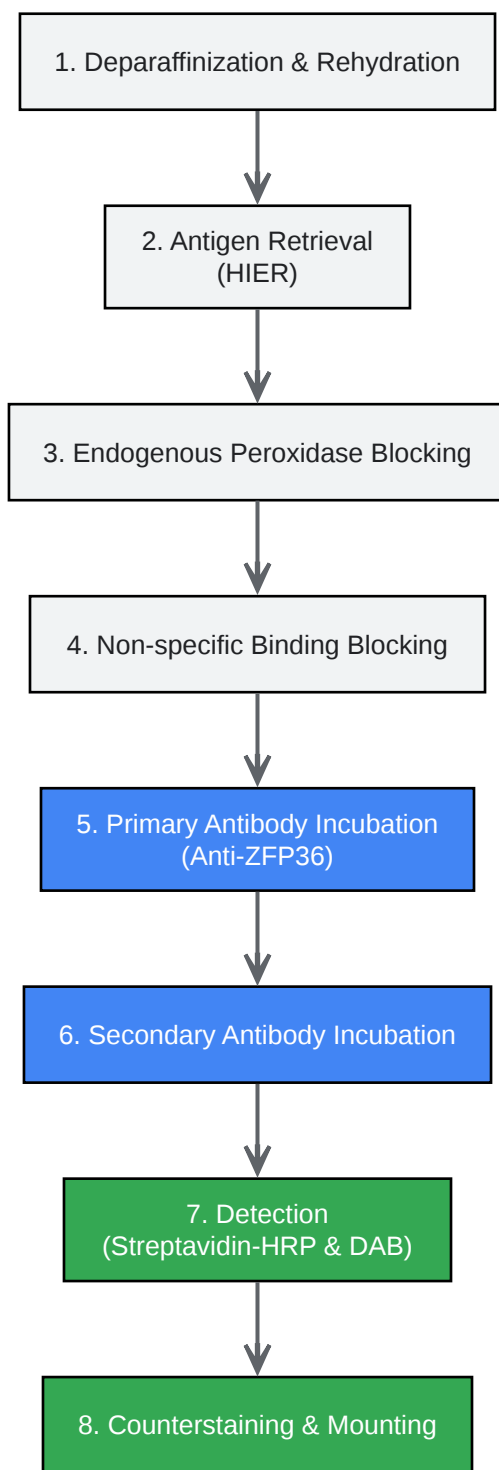 1. Deparaffinization & Rehydration
2. Antigen Retrieval
(HIER)
3. Endogenous Peroxidase Blocking
4. Non-specific Binding Blocking
5. Primary Antibody Incubation
(Anti-ZFP36)
6. Secondary Antibody Incubation
7. Detection
(Streptavidin-HRP & DAB)
8. Counterstaining & Mounting